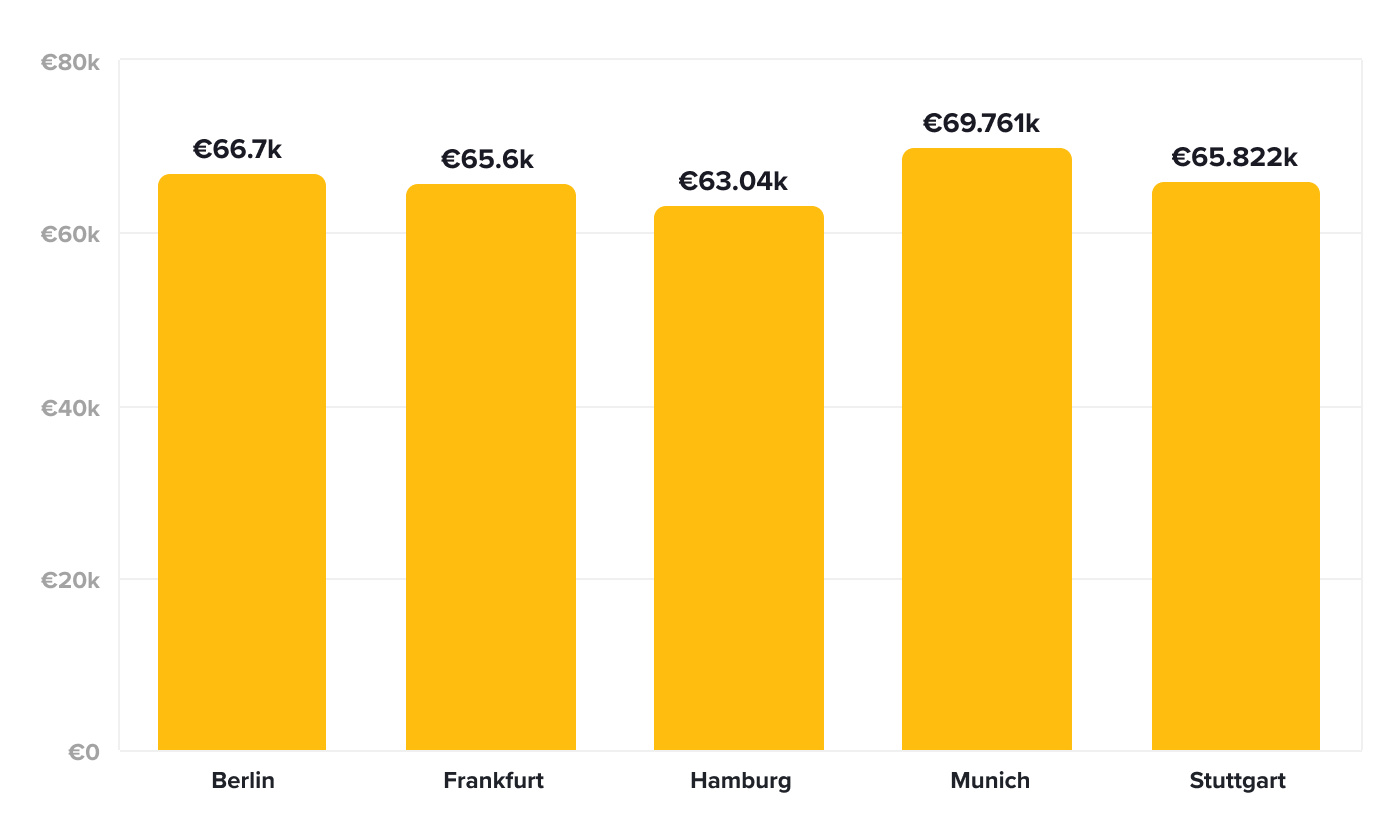 €80k
€60k
€40k
€20k
€0
€66.7k
€65.6k
€63.04k
€69.761k
€65.822k
Berlin
Frankfurt
Hamburg
Munich
Stuttgart